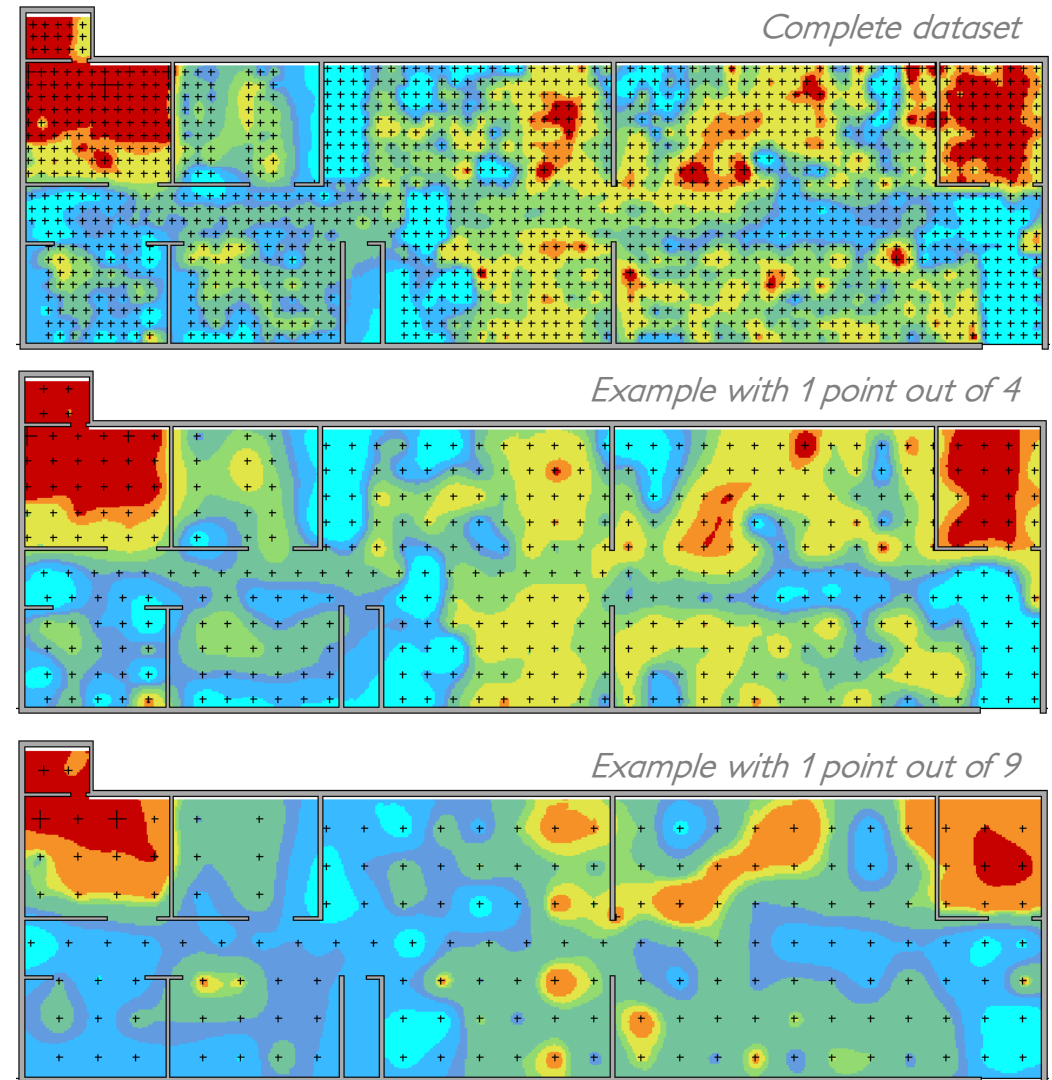 Complete dataset
Example with 1 point out of 4
Example with 1 point out of 9